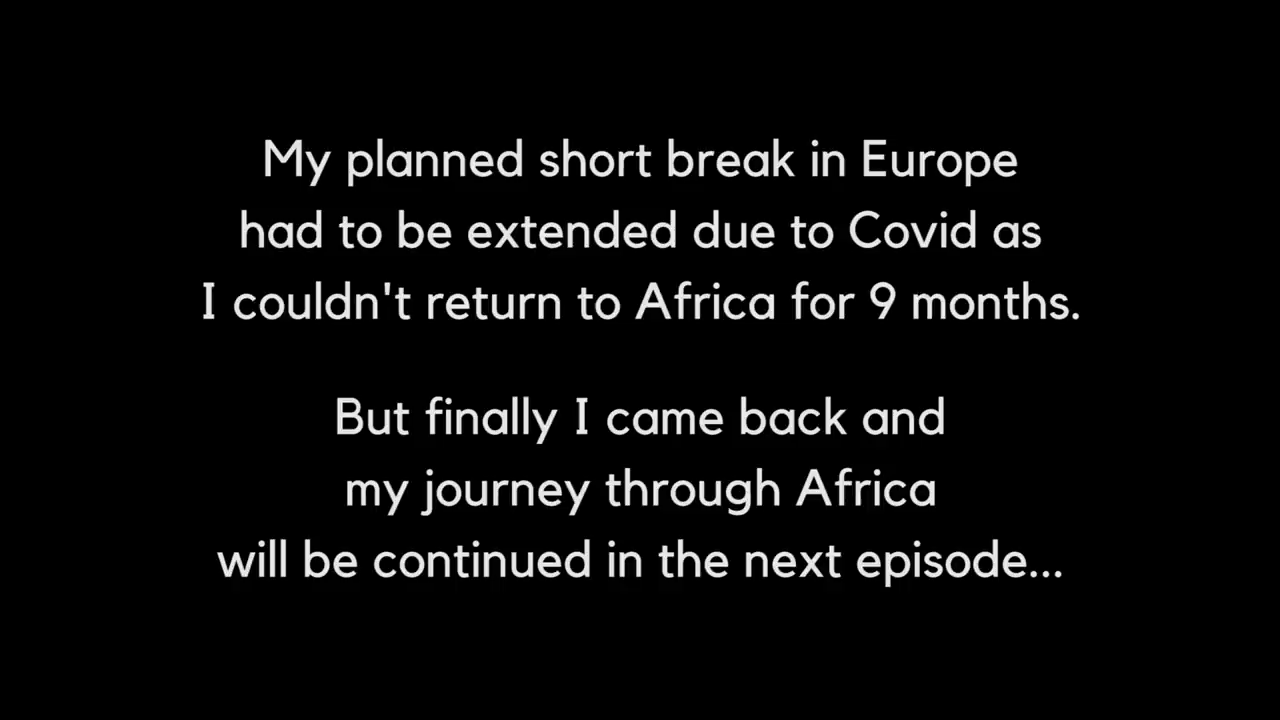 My planned short break in Europe
had to be extended due to Covid as
I couldn't return to Africa for 9 months.
But finally I came back and
my journey through Africa
will be continued in the next episode...